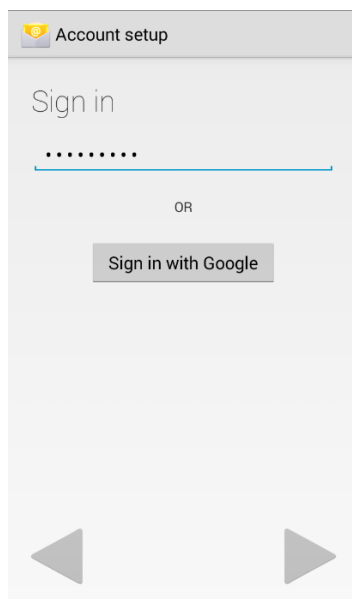 Account setup
Sign in
•••••••••
OR
Sign in with Google